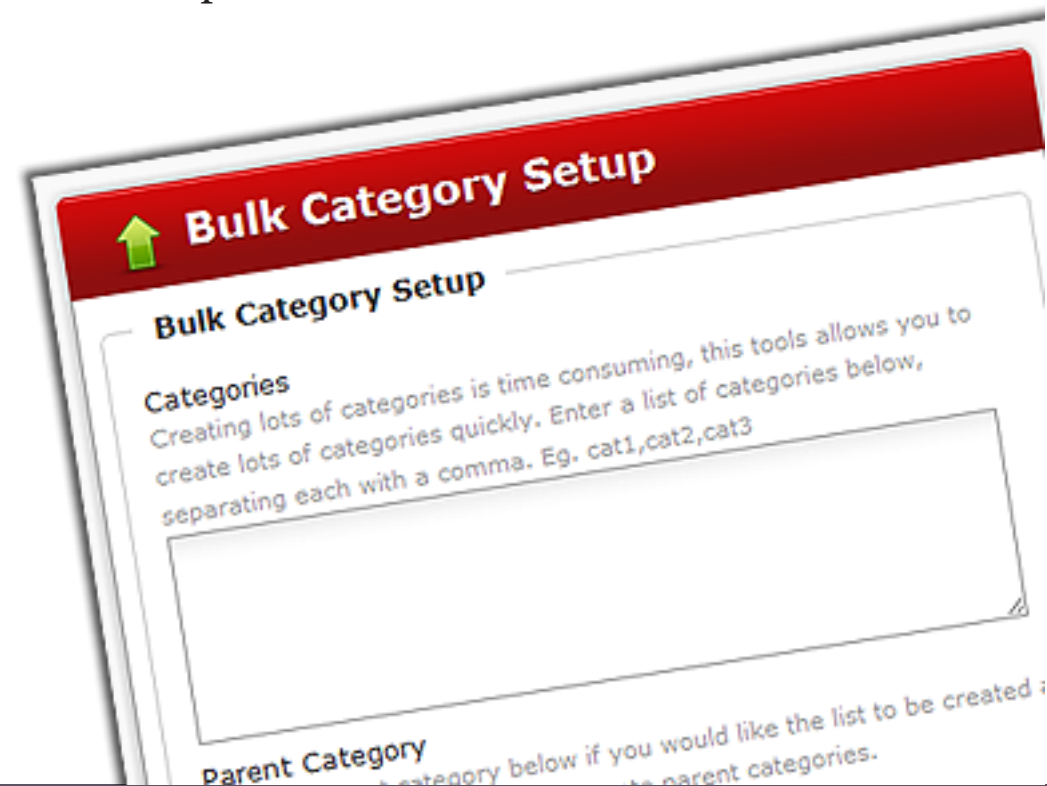 Bulk Category Setup
Bulk Category Setup
Categories
Creating lots of categories is time consuming, this tools allows you to
create lots of categories quickly. Enter a list of categories below,
separating each with a comma. Eg. cat1,cat2,cat3
Parent Category
category below if you would like the list to be created
parent categories.